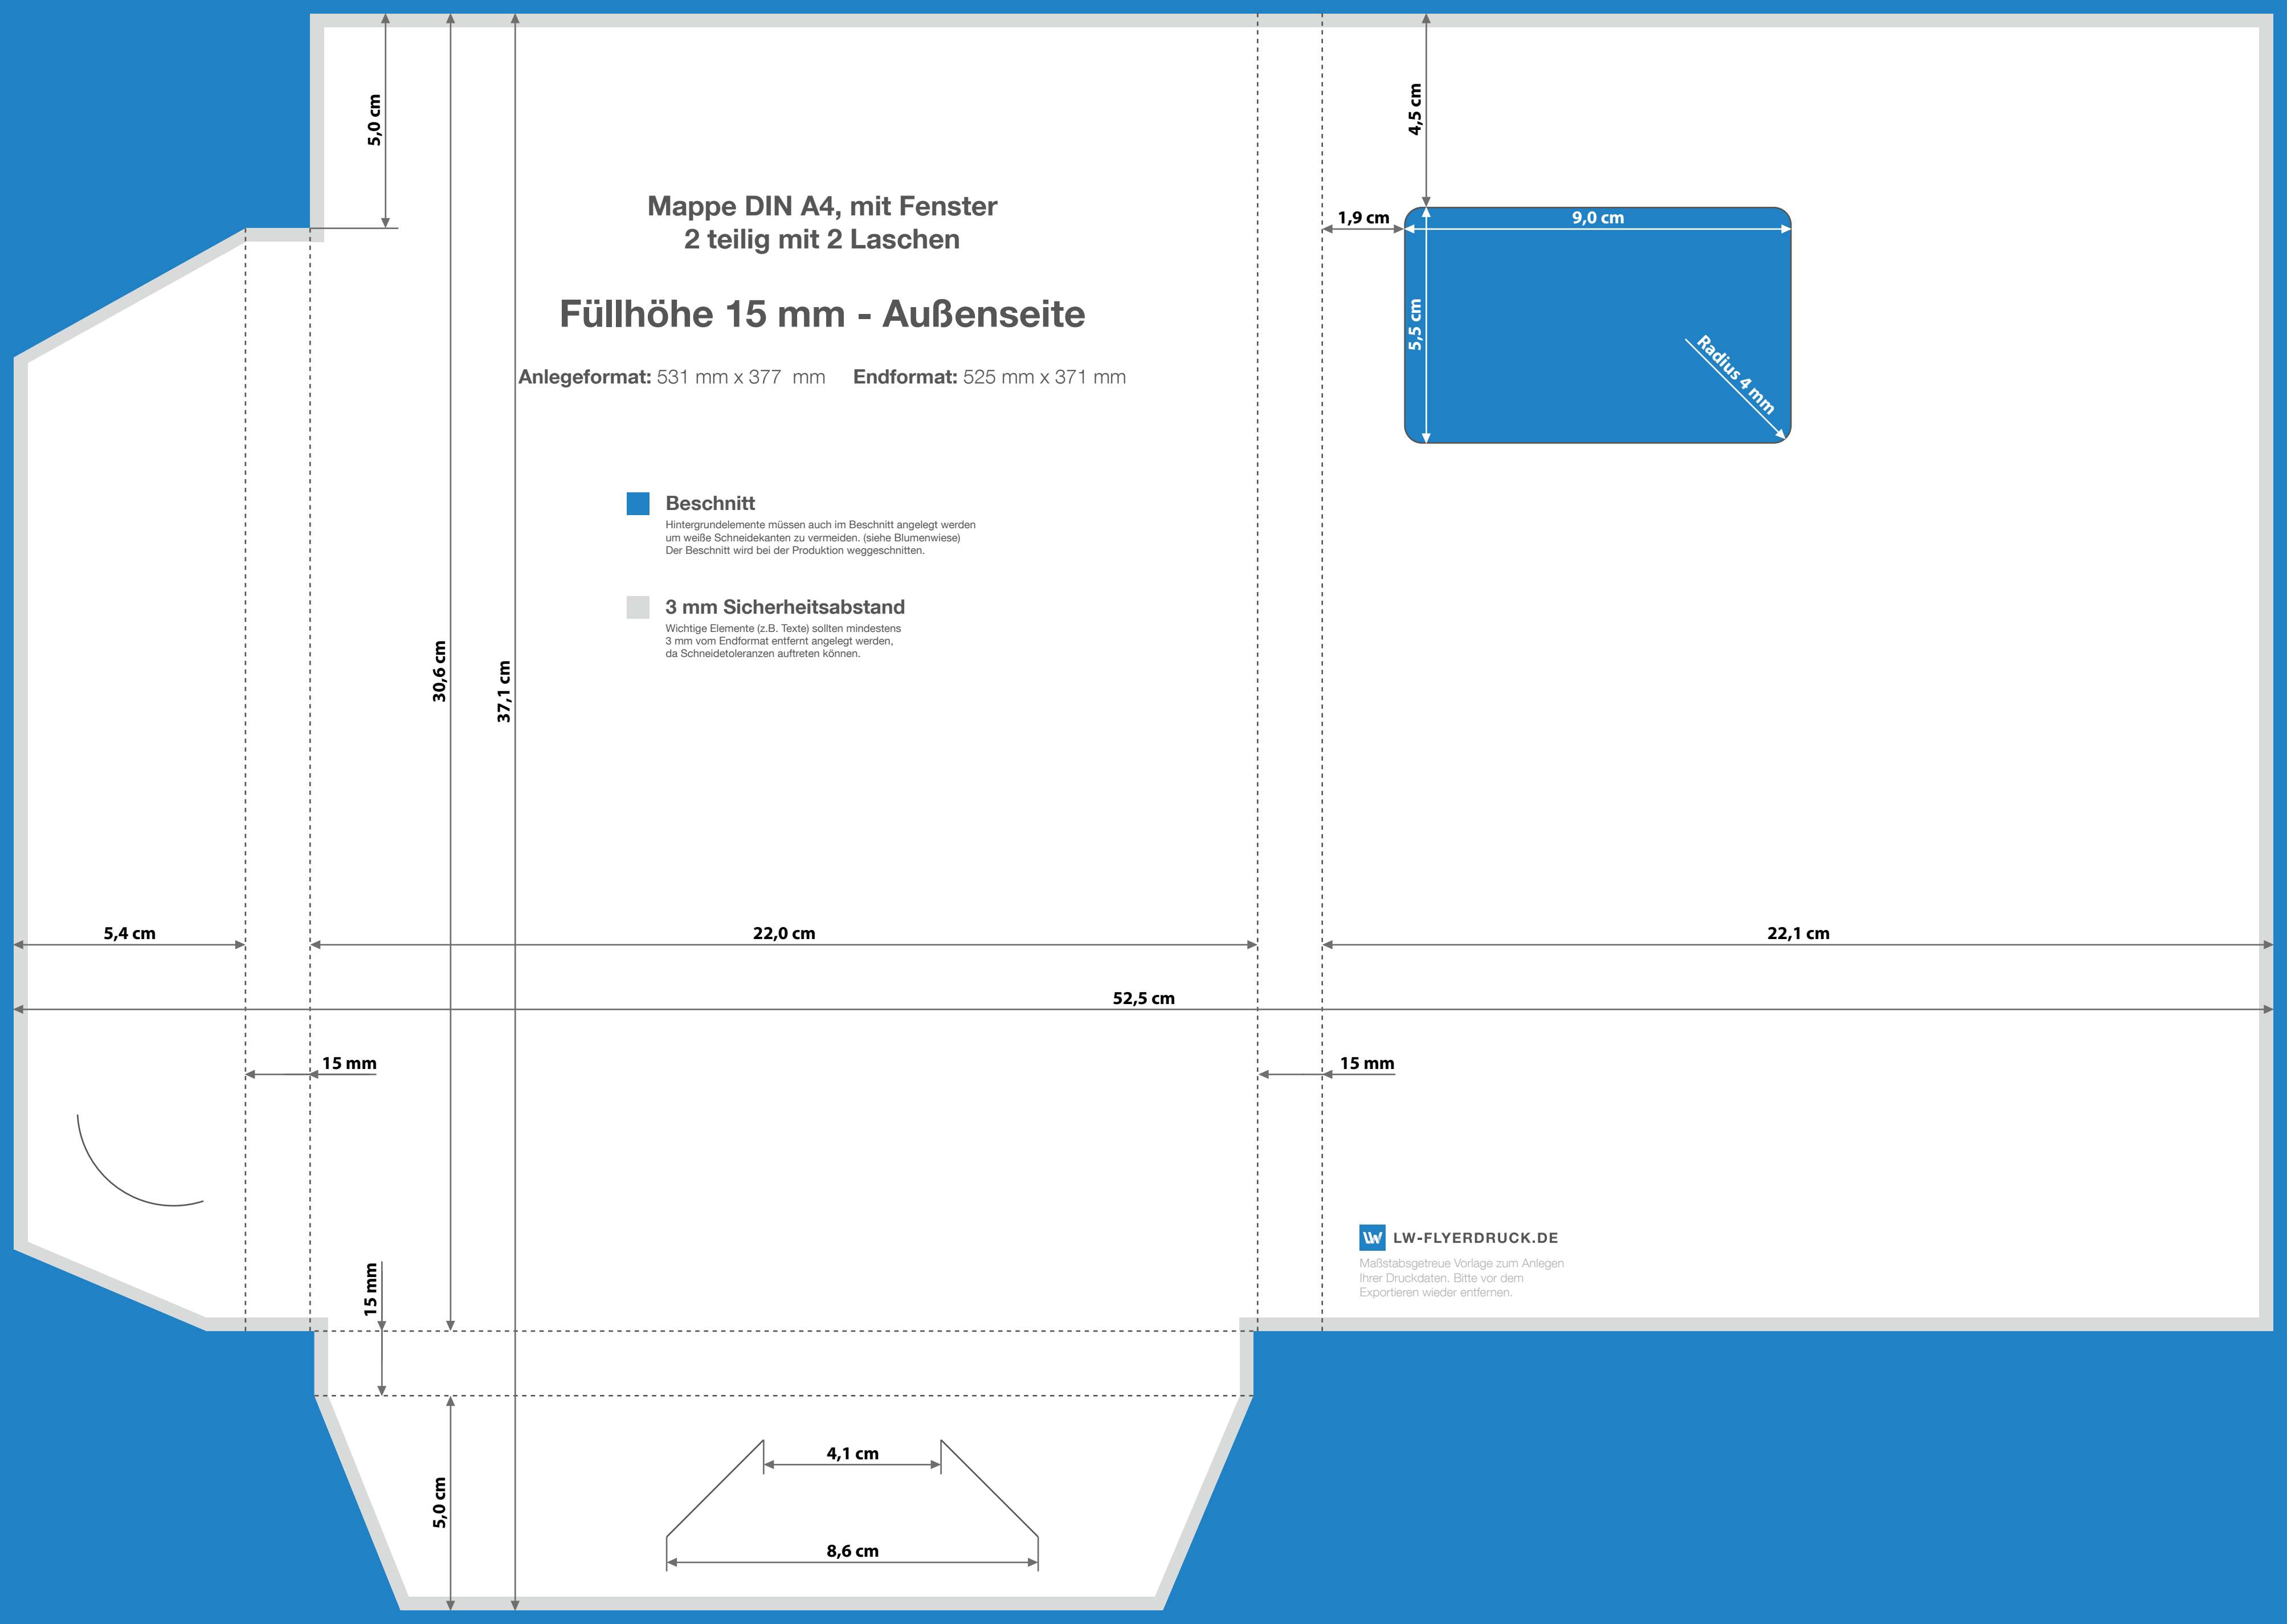 5,0 cm
4,5 cm
Mappe DIN A4, mit Fenster
2 teilig mit 2 Laschen
1,9 cm
9,0 cm
Füllhöhe 15 mm - Außenseite
5,5 cm
Radius 4 mm
Anlegeformat: 531 mm x 377  mm Endformat: 525 mm x 371 mm
Beschnitt
Hintergrundelemente müssen auch im Beschnitt angelegt werden
um weiße Schneidekanten zu vermeiden. (siehe Blumenwiese)
Der Beschnitt wird bei der Produktion weggeschnitten.
3 mm Sicherheitsabstand
Wichtige Elemente (z.B. Texte) sollten mindestens
3 mm vom Endformat entfernt angelegt werden,
da Schneidetoleranzen auftreten können.
30,6 cm
37,1 cm
5,4 cm
22,0 cm
22,1 cm
52,5 cm
15 mm
15 mm
LW LW-FLYERDRUCK.DE
Maßstabsgetreue Vorlage zum Anlegen
Ihrer Druckdaten. Bitte vor dem
Exportieren wieder entfernen.
15 mm
4,1 cm
5,0 cm
8,6 cm